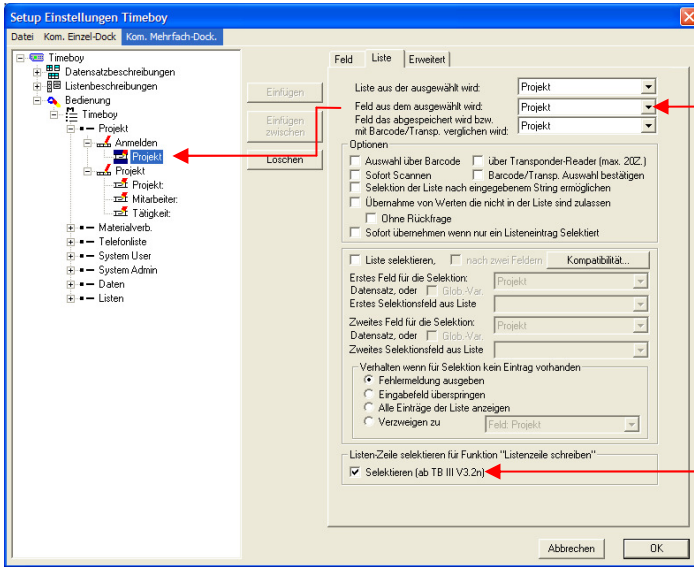 Setup Einstellungen Timeboy
Datei Kom. Einzel-Dock Kom. Mehrfach-Dock.
Timeboy
Datensatzbeschreibungen
Listenbeschreibungen
Bedienung
Timeboy
Projekt
Anmelden
Projekt
Projekt
Projekt:
Mitarbeiter:
Tätigkeit:
Materialverb.
Telefonliste
System User
System Admin
Daten
Listen
Einfügen
Einfügen
zwischen
Löschen
Feld Liste Erweitert
Liste aus der ausgewählt wird: Projekt
Feld aus dem ausgewählt wird: Projekt
Feld das abgespeichert wird bzw.
mit Barcode/Transp. verglichen wird: Projekt
Optionen
Auswahl über Barcode über Transponder-Reader (max. 20Z.)
Sofort Scannen Barcode/Transp. Auswahl bestätigen
Selektion der Liste nach eingegebenem String ermöglichen
Übernahme von Werten die nicht in der Liste sind zulassen
Ohne Rückfrage
Sofort übernehmen wenn nur ein Listeneintrag Selektiert
Liste selektieren, nach zwei Feldern Kompatibilität...
Erstes Feld für die Selektion: Projekt
Datensatz, oder Glob.-Var.
Erstes Selektionsfeld aus Liste
Zweites Feld für die Selektion: Projekt
Datensatz, oder Glob.-Var.
Zweites Selektionsfeld aus Liste
Verhalten wenn für Selektion kein Eintrag vorhanden
Fehlermeldung ausgeben
Eingabefeld überspringen
Alle Einträge der Liste anzeigen
Verzweigen zu Feld: Projekt
Listen-Zeile selektieren für Funktion "Listenzeile schreiben"
Selektieren (ab TB III V3.2n)
Abbrechen OK